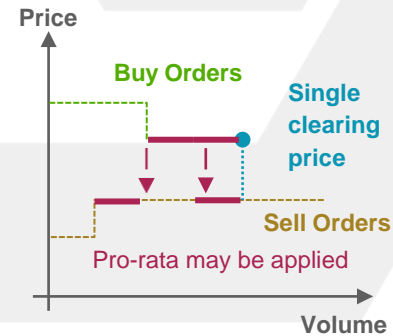 Price
Buy Orders
Single
clearing
price
Sell Orders
Pro-rata may be applied
Volume